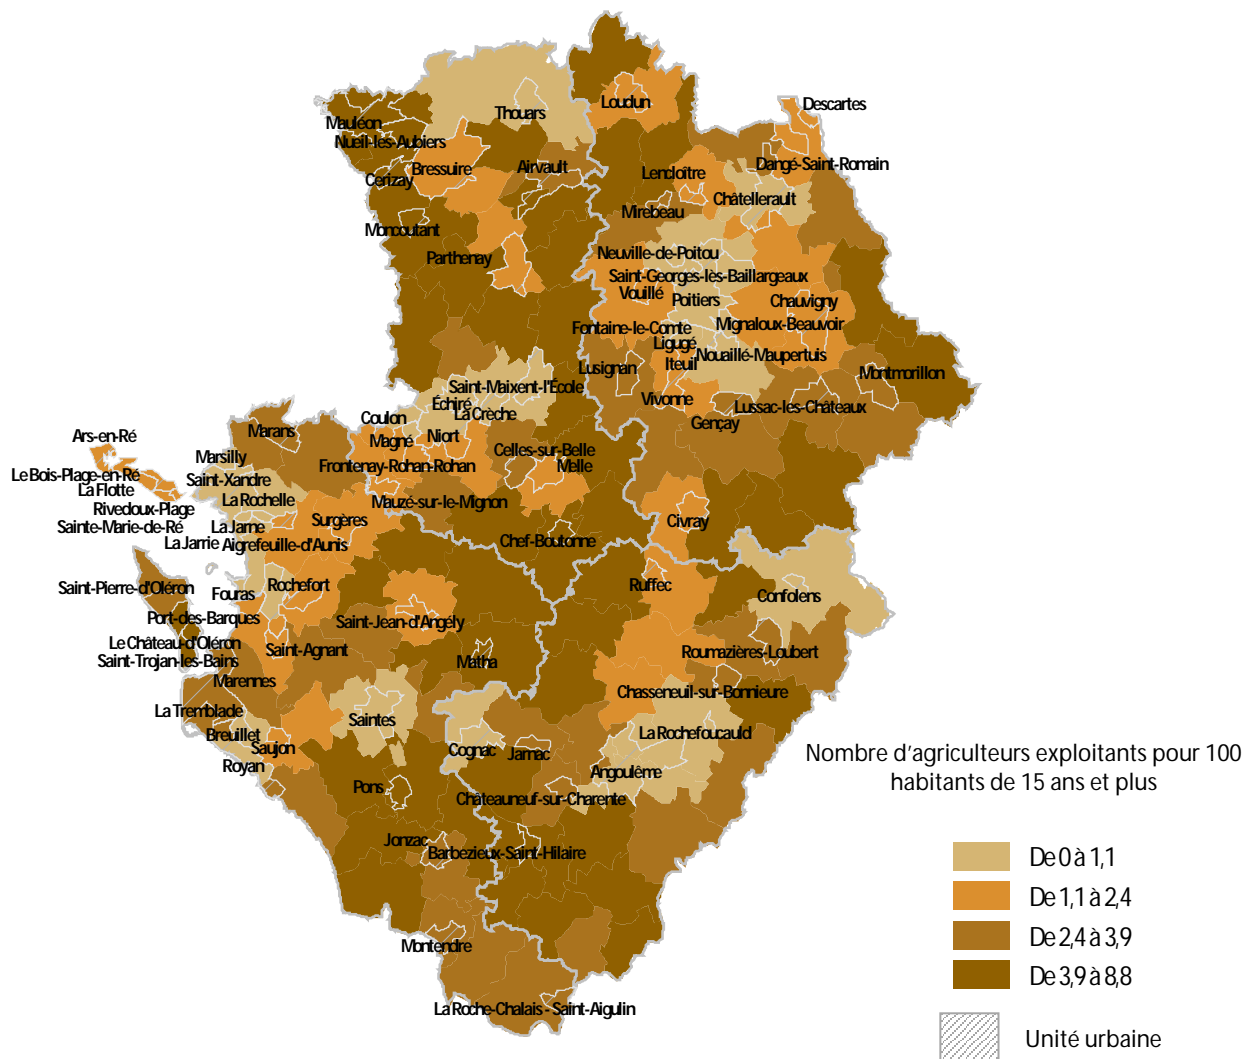 Thouars
Loudun
Descartes
Mauléon
Nueil-les-Aubiers
Bressuire
Airvault
Cerizay
Lencloître
Dangé-Saint-Romain
Châtellerault
Mirebeau
Moncoutant
Parthenay
Neuville-de-Poitou
Saint-Georges-lès-Baillargeaux
Vouillé
Poitiers
Chauvigny
Fontaine-le-Comte
Mignaloux-Beauvoir
Ligugé
Nouaillé-Maupertuis
Iteuil
Lusignan
Montmorillon
Saint-Maixent-l'École
Vivonne
Lussac-les-Châteaux
Échiré
La Crèche
Gençay
Coulon
Magné
Niort
Marans
Ars-en-Ré
Marsilly
Frontenay-Rohan-Rohan
Celles-sur-Belle
Melle
Le Bois-Plage-en-Ré
La Flotte
Saint-Xandre
La Rochelle
Rivedoux-Plage
Mauzé-sur-le-Mignon
Sainte-Marie-de-Ré
La Jarne
Surgères
Civray
La Jarrie
Aigrefeuille-d'Aunis
Chef-Boutonne
Saint-Pierre-d'Oléron
Fouras
Rochefort
Ruffec
Confolens
Port-des-Barques
Saint-Jean-d'Angély
Le Château-d'Oléron
Saint-Agnant
Saint-Trojan-les-Bains
Matha
Roumazières-Loubert
Marennes
Chasseneuil-sur-Bonnieure
La Tremblade
Saintes
Breuillet
Saujon
La Rochefoucauld
Royan
Cognac
Jarnac
Angoulême
Pons
Châteauneuf-sur-Charente
Jonzac
Barbezieux-Saint-Hilaire
Montendre
La Roche-Chalais - Saint-Aigulin
Nombre d'agriculteurs exploitants pour 100
habitants de 15 ans et plus
De 0 à 1,1
De 1,1 à 2,4
De 2,4 à 3,9
De 3,9 à 8,8
Unité urbaine